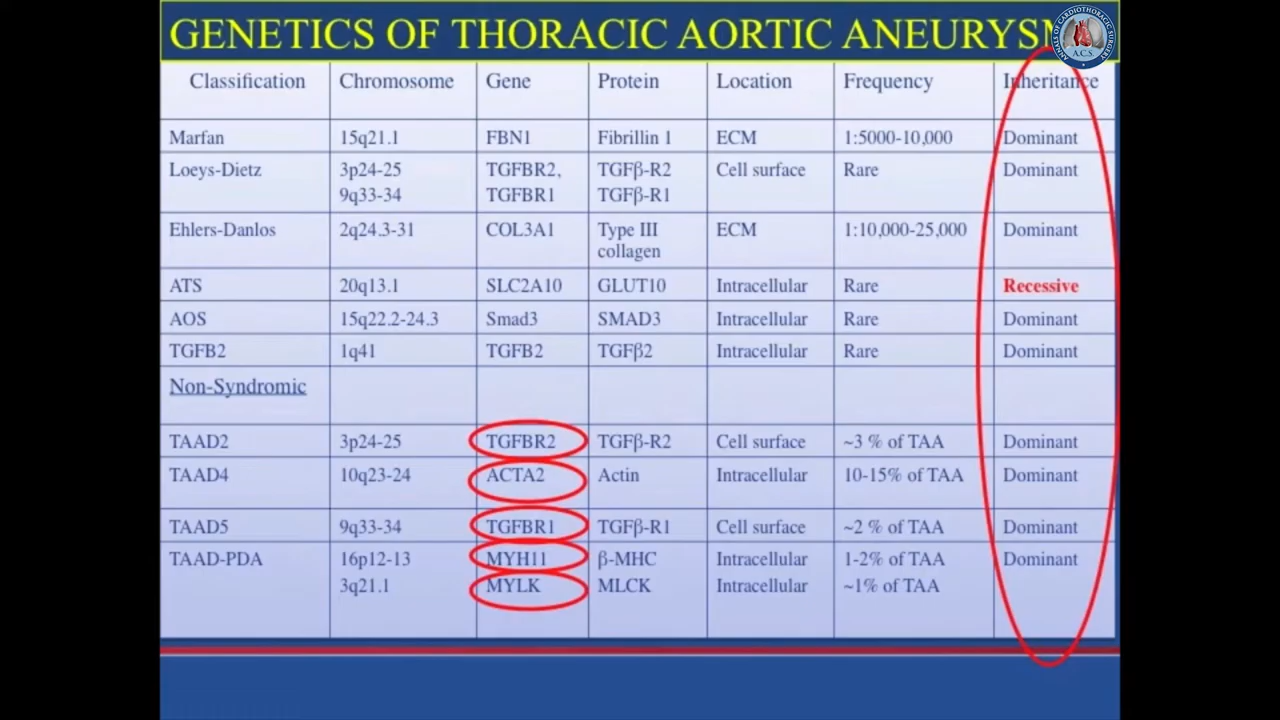 GENETICS OF THORACIC AORTIC ANEURYSM
ANNALS OF CARDIOTHORACIC SURGERY
A.C.S.
Classification Chromosome Gene Protein Location Frequency Inheritance
Marfan 15q21.1 FBN1 Fibrillin 1 ECM 1:5000-10,000 Dominant
Loeys-Dietz 3p24-25 TGFBR2, TGFβ-R2 Cell surface Rare Dominant
9q33-34 TGFBR1 TGFβ-R1
Ehlers-Danlos 2q24.3-31 COL3A1 Type III ECM 1:10,000-25,000 Dominant
collagen
ATS 20q13.1 SLC2A10 GLUT10 Intracellular Rare Recessive
AOS 15q22.2-24.3 Smad3 SMAD3 Intracellular Rare Dominant
TGFB2 1q41 TGFB2 TGFβ2 Intracellular Rare Dominant
Non-Syndromic
TAAD2 3p24-25 TGFBR2 TGFβ-R2 Cell surface ~3 % of TAA Dominant
TAAD4 10q23-24 ACTA2 Actin Intracellular 10-15% of TAA Dominant
TAAD5 9q33-34 TGFBR1 TGFβ-R1 Cell surface ~2 % of TAA Dominant
TAAD-PDA 16p12-13 MYH11 β-MHC Intracellular 1-2% of TAA Dominant
3q21.1 MYLK MLCK Intracellular ~1% of TAA